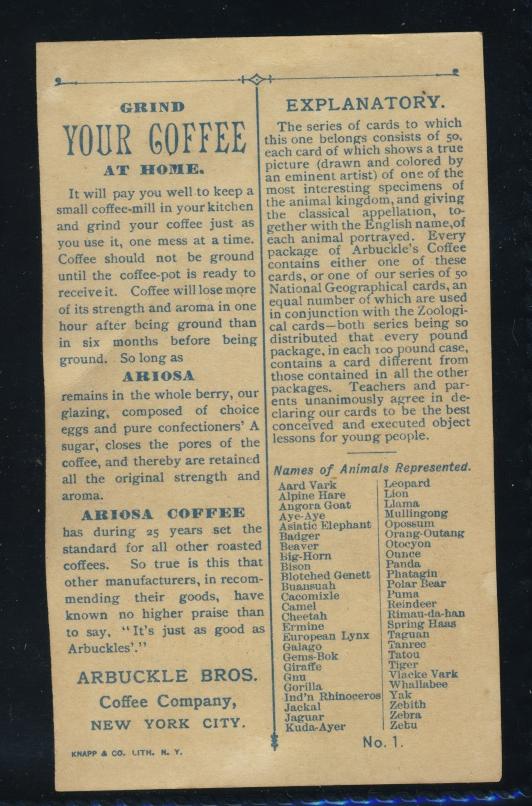 GRIND
YOUR COFFEE
AT HOME.
It will pay you well to keep a
small coffee-mill in your kitchen
and grind your coffee just as
you use it, one mess at a time.
Coffee should not be ground
until the coffee-pot is ready to
receive it. Coffee will lose more
of its strength and aroma in one
hour after being ground than
in six months before being
ground. So long as
ARIOSA
remains in the whole berry, our
glazing, composed of choice
eggs and pure confectioners' A
sugar, closes the pores of the
coffee, and thereby are retained
all the original strength and
aroma.
ARIOSA COFFEE
has during 25 years set the
standard for all other roasted
coffees. So true is this that
other manufacturers, in recom-
mending their goods, have
known no higher praise than
to say, "It's just as good as
Arbuckles'."
ARBUCKLE BROS.
Coffee Company,
NEW YORK CITY.
KNAPP & CO. LITH. N. Y.
EXPLANATORY.
The series of cards to which
this one belongs consists of 50,
each card of which shows a true
picture (drawn and colored by
an eminent artist) of one of the
most interesting specimens of
the animal kingdom, and giving
the classical appellation, to-
gether with the English name, of
each animal portrayed. Every
package of Arbuckle's Coffee
contains either one of these
cards, or one of our series of 50
National Geographical cards, an
equal number of which are used
in conjunction with the Zoologi-
cal cards—both series being so
distributed that every pound
package, in each 100 pound case,
contains a card different from
those contained in all the other
packages. Teachers and par-
ents unanimously agree in de-
claring our cards to be the best
conceived and executed object
lessons for young people.
Names of Animals Represented.
Aard Vark
Alpine Hare
Angora Goat
Aye-Aye
Asiatic Elephant
Badger
Beaver
Big-Horn
Bison
Blotched Genett
Buansuah
Cacomixle
Camel
Cheetah
Ermine
European Lynx
Galago
Gems-Bok
Giraffe
Gnu
Gorilla
Ind'n Rhinoceros
Jackal
Jaguar
Kuda-Ayer
Leopard
Lion
Llama
Mullingong
Opossum
Orang-Outang
Otocyon
Ounce
Panda
Phatagin
Polar Bear
Puma
Reindeer
Rimau-da-han
Spring Haas
Taguan
Tanrec
Tatou
Tiger
Vlacke Vark
Whallabee
Yak
Zebith
Zebra
Zebu
No. 1.